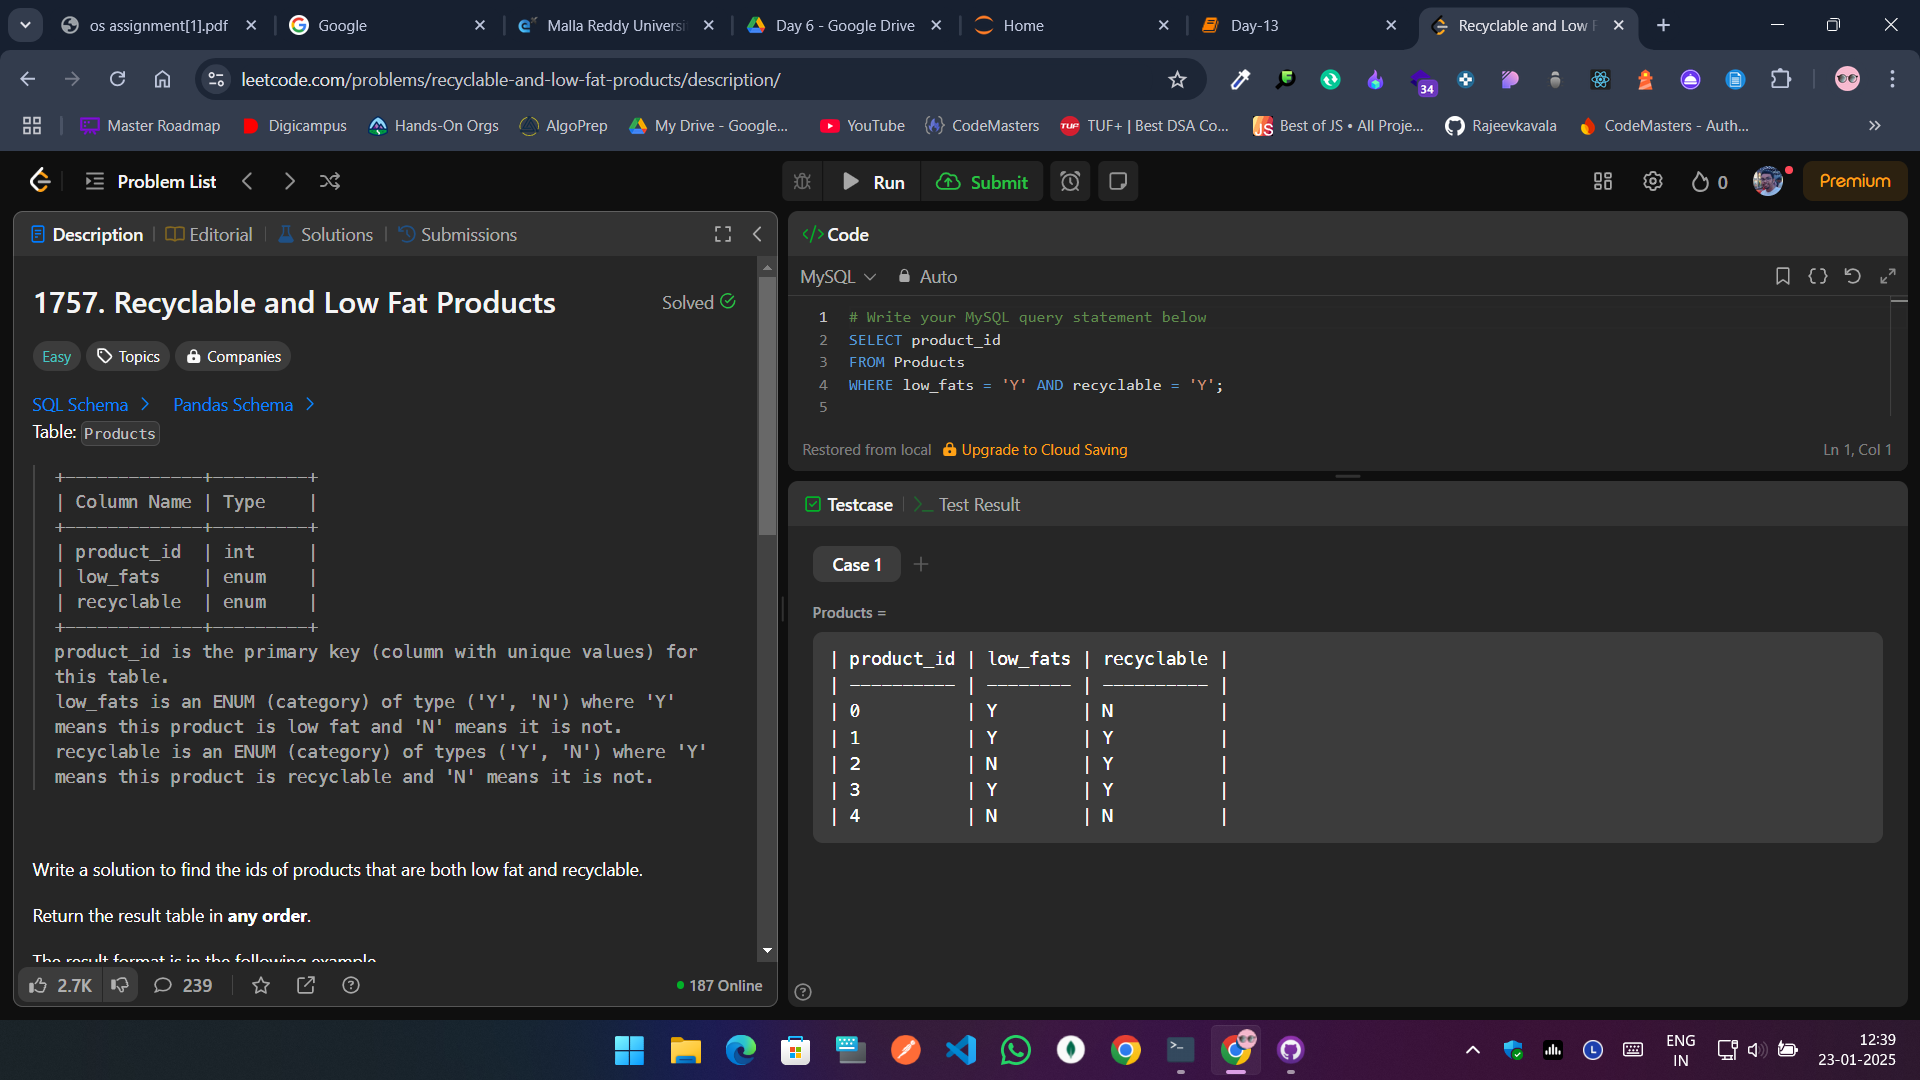 os assignment[1].pdf
Google
Malla Reddy Universi
Day 6 - Google Drive
Home
Day-13
Recyclable and Low F
leetcode.com/problems/recyclable-and-low-fat-products/description/
34
Master Roadmap
Digicampus
Hands-On Orgs
AlgoPrep
My Drive - Google...
YouTube
CodeMasters
TUF+ | Best DSA Co...
Best of JS • All Proje...
Rajeevkavala
CodeMasters - Auth...
Problem List
Run
Submit
0
Premium
Description
Editorial
Solutions
Submissions
1757. Recyclable and Low Fat Products
Solved
Easy
Topics
Companies
SQL Schema
Pandas Schema
Table: Products
+-------------+---------+
| Column Name | Type    |
+-------------+---------+
| product_id  | int     |
| low_fats    | enum    |
| recyclable  | enum    |
+-------------+---------+
product_id is the primary key (column with unique values) for
this table.
low_fats is an ENUM (category) of type ('Y', 'N') where 'Y'
means this product is low fat and 'N' means it is not.
recyclable is an ENUM (category) of types ('Y', 'N') where 'Y'
means this product is recyclable and 'N' means it is not.
Write a solution to find the ids of products that are both low fat and recyclable.
Return the result table in any order.
The result format is in the following example.
2.7K
239
187 Online
Code
MySQL
Auto
1 # Write your MySQL query statement below
2 SELECT product_id
3 FROM Products
4 WHERE low_fats = 'Y' AND recyclable = 'Y';
5
Restored from local
Upgrade to Cloud Saving
Ln 1, Col 1
Testcase
Test Result
Case 1
Products =
| product_id | low_fats | recyclable |
| ---------- | -------- | ---------- |
| 0          | Y        | N          |
| 1          | Y        | Y          |
| 2          | N        | Y          |
| 3          | Y        | Y          |
| 4          | N        | N          |
ENG
IN
12:39
23-01-2025